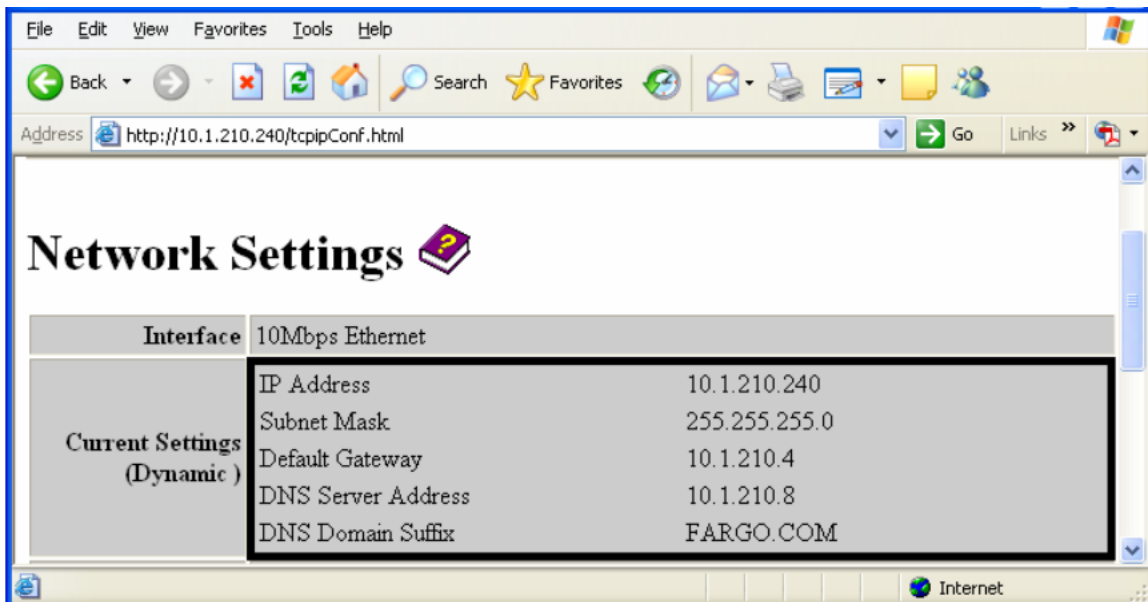 File Edit View Favorites Tools Help
Back Search Favorites
Address http://10.1.210.240/tcpipConf.html Go Links »
Network Settings ?
Interface 10Mbps Ethernet
Current Settings (Dynamic )
IP Address 10.1.210.240
Subnet Mask 255.255.255.0
Default Gateway 10.1.210.4
DNS Server Address 10.1.210.8
DNS Domain Suffix FARGO.COM
Internet